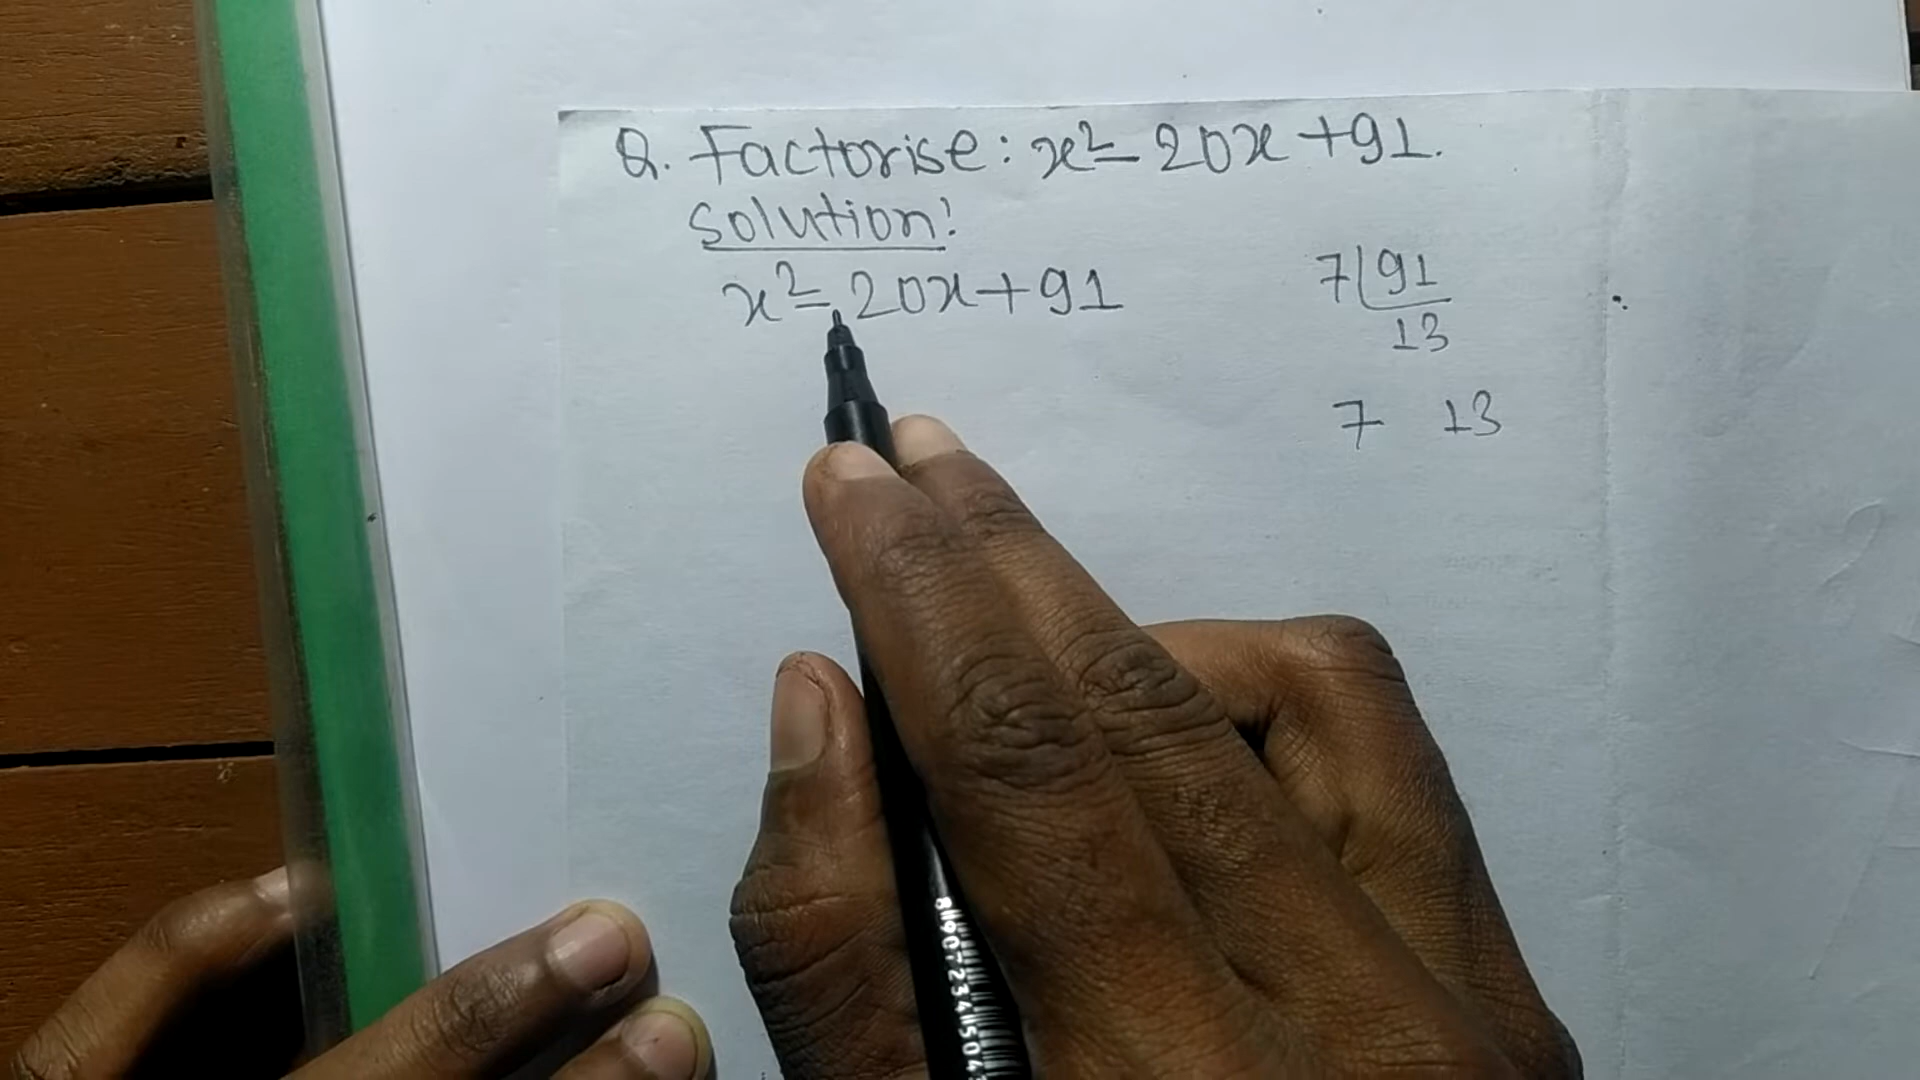 Q. Factorise: x² - 20x + 91.
Solution:
x² - 20x + 91
7 | 91
13
7 13